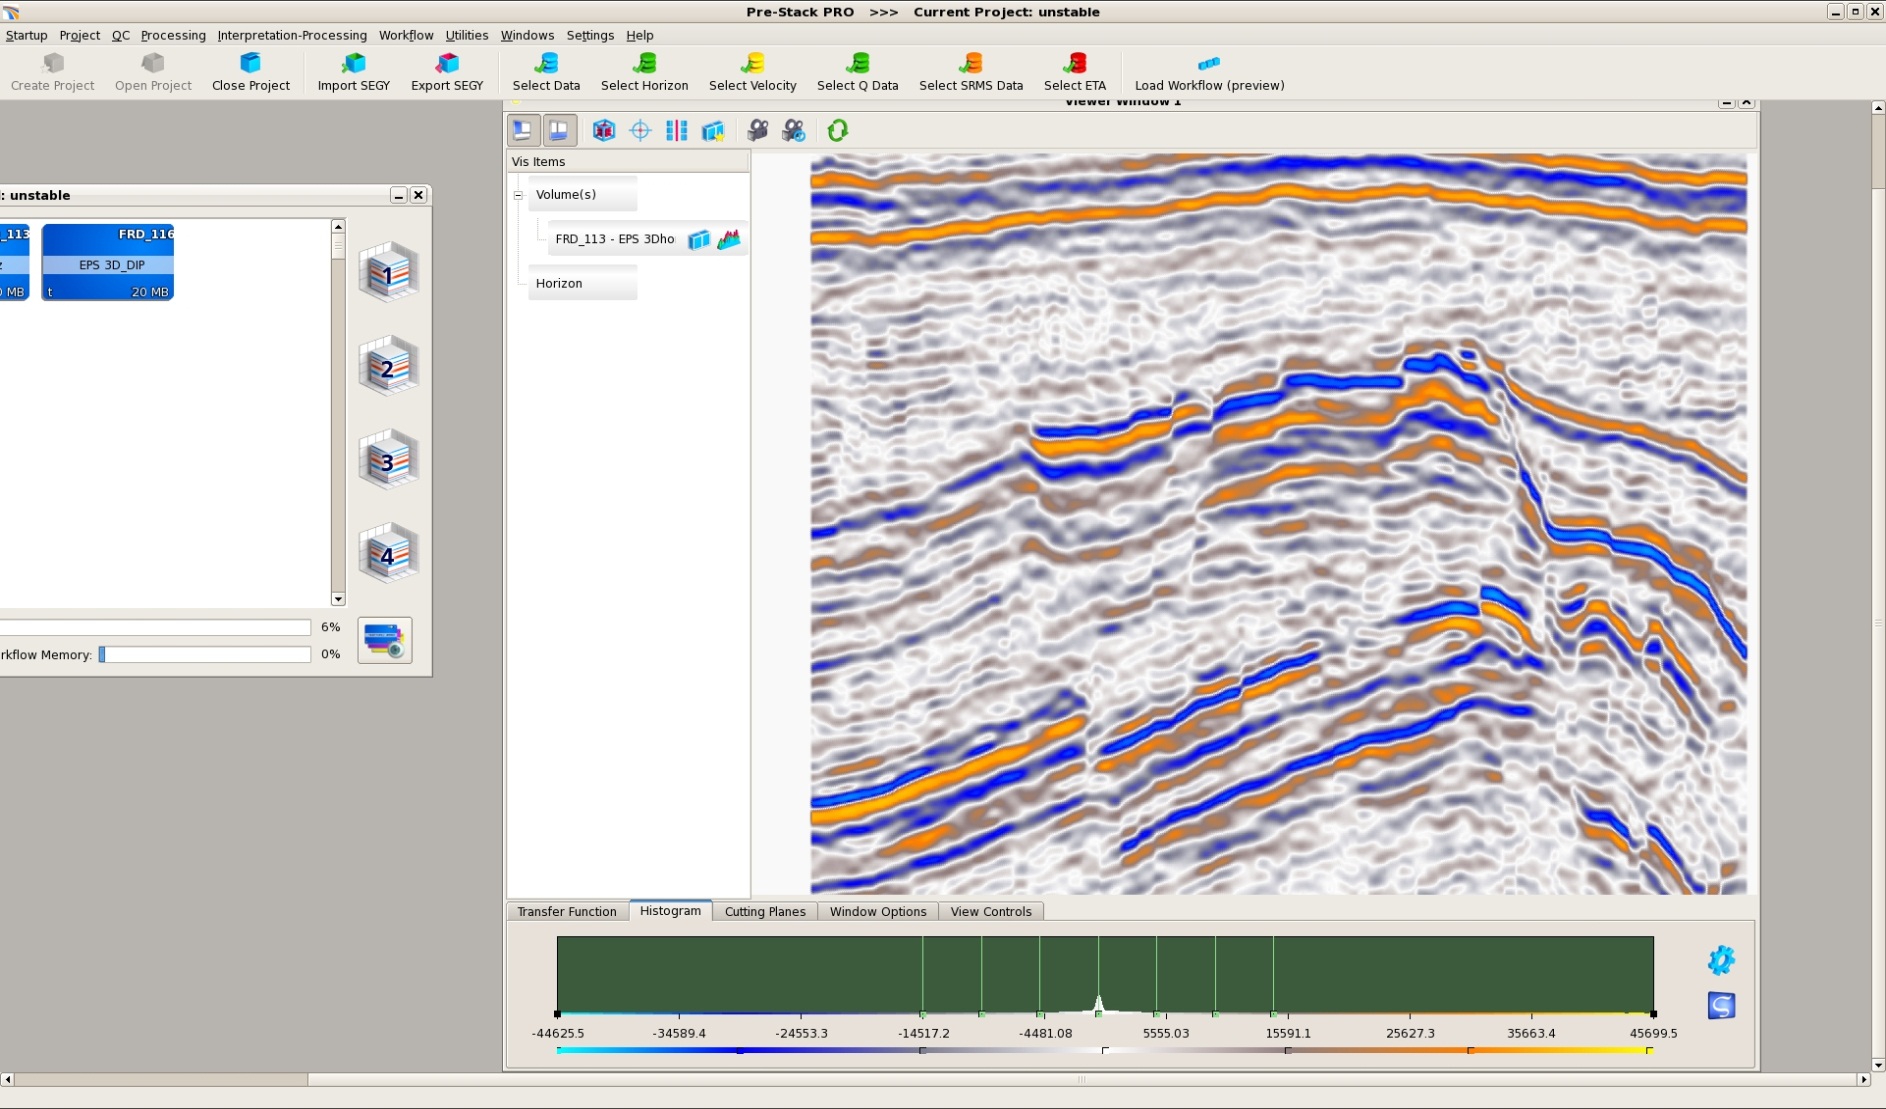 Pre-Stack PRO >>> Current Project: unstable
Startup Project QC Processing Interpretation-Processing Workflow Utilities Windows Settings Help
Create Project Open Project Close Project Import SEGY Export SEGY Select Data Select Horizon Select Velocity Select Q Data Select SRMS Data Select ETA Load Workflow (preview)
Viewer Window 1
Vis Items
Volume(s)
FRD_113 - EPS 3Dho
Horizon
: unstable
_113 FRD_116
z EPS 3D_DIP
MB t 20 MB
1
2
3
4
6%
rkflow Memory: 0%
Transfer Function Histogram Cutting Planes Window Options View Controls
-44625.5 -34589.4 -24553.3 -14517.2 -4481.08 5555.03 15591.1 25627.3 35663.4 45699.5